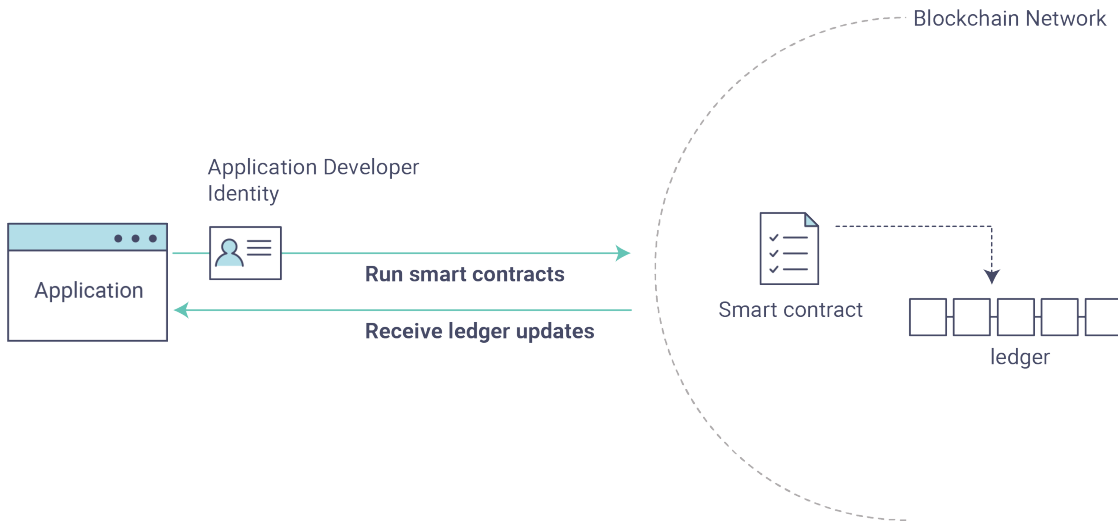 Blockchain Network
Application Developer
Identity
Application
Run smart contracts
Receive ledger updates
Smart contract
ledger